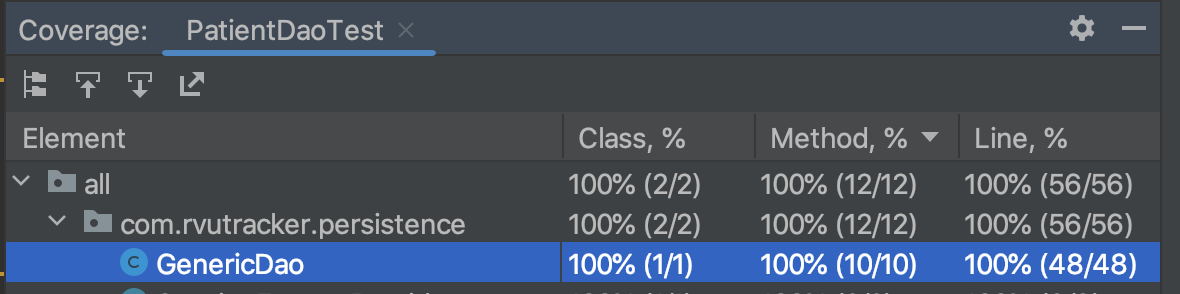 Coverage: PatientDaoTest
Element Class, % Method, % Line, %
all 100% (2/2) 100% (12/12) 100% (56/56)
com.rvutracker.persistence 100% (2/2) 100% (12/12) 100% (56/56)
C GenericDao 100% (1/1) 100% (10/10) 100% (48/48)